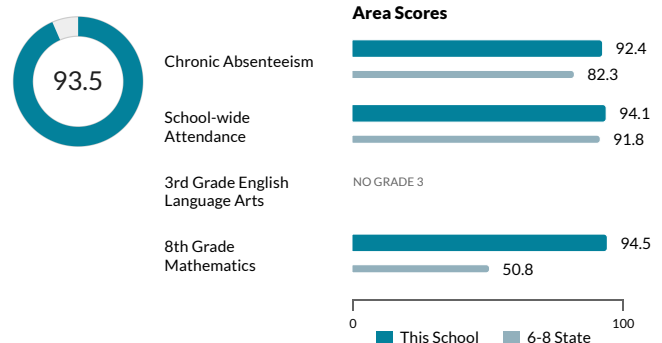 Area Scores
93.5
Chronic Absenteeism
92.4
82.3
School-wide
Attendance
94.1
91.8
3rd Grade English
Language Arts
NO GRADE 3
8th Grade
Mathematics
94.5
50.8
0
100
This School
6-8 State